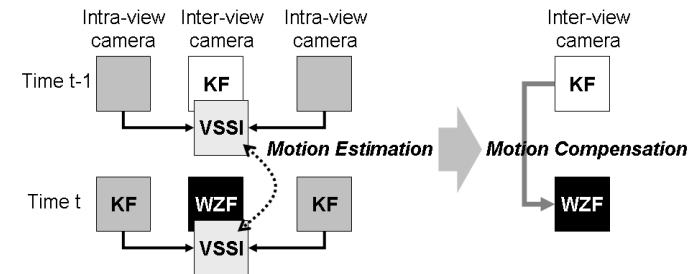 Intra-view Inter-view Intra-view
camera camera camera
Inter-view
camera
Time t-1
KF
VSSI
KF
Motion Estimation
Motion Compensation
Time t
KF
WZF
KF
VSSI
WZF